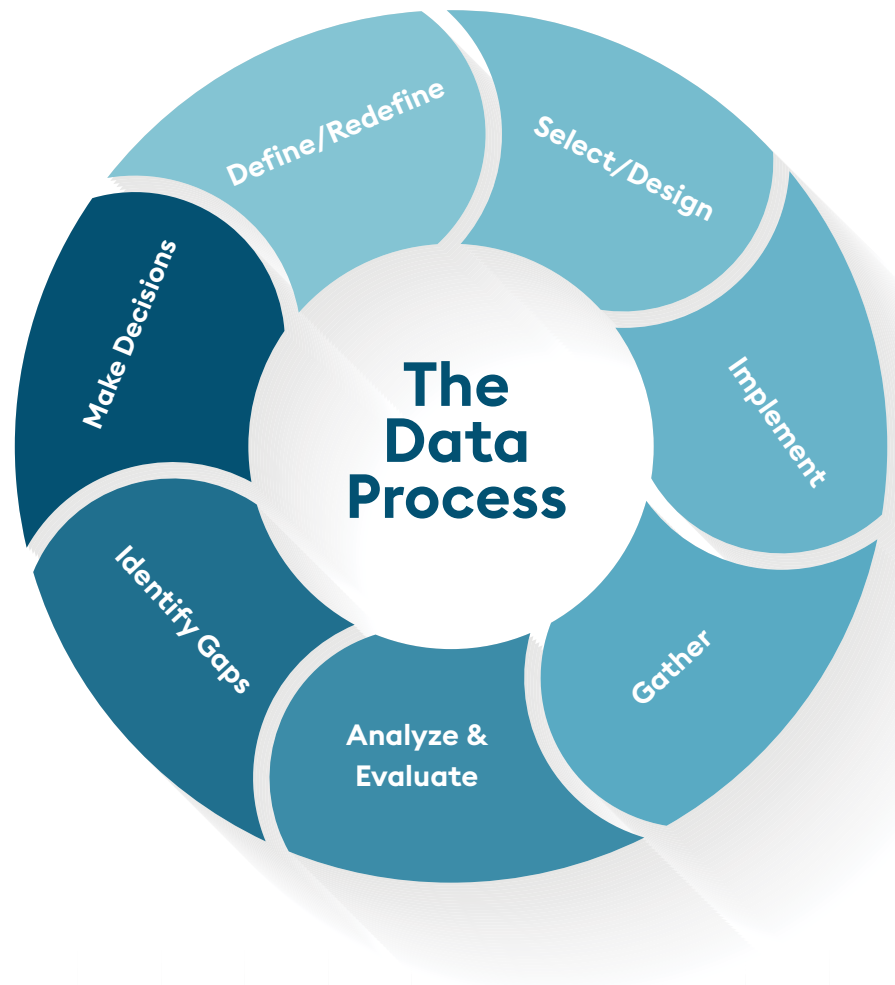 Define/Redefine
Select/Design
Implement
Gather
Analyze &
Evaluate
Identify Gaps
Make Decisions
The
Data
Process